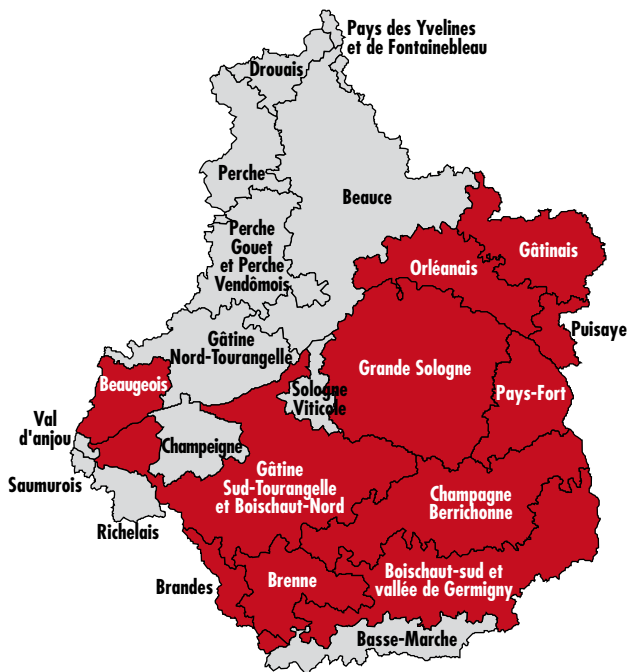 Pays des Yvelines
et de Fontainebleau
Drouais
Perche
Beauce
Perche
Gouet
et Perche
Vendômois
Gâtinais
Orléanais
Puisaye
Gâtine
Nord-Tourangelle
Grande Sologne
Beaugeois
Sologne
Viticole
Pays-Fort
Val
d'anjou
Champeigne
Gâtine
Sud-Tourangelle
et Boischaut-Nord
Saumurois
Champagne
Berrichonne
Richelais
Brandes
Brenne
Boischaut-sud et
vallée de Germigny
Basse-Marche